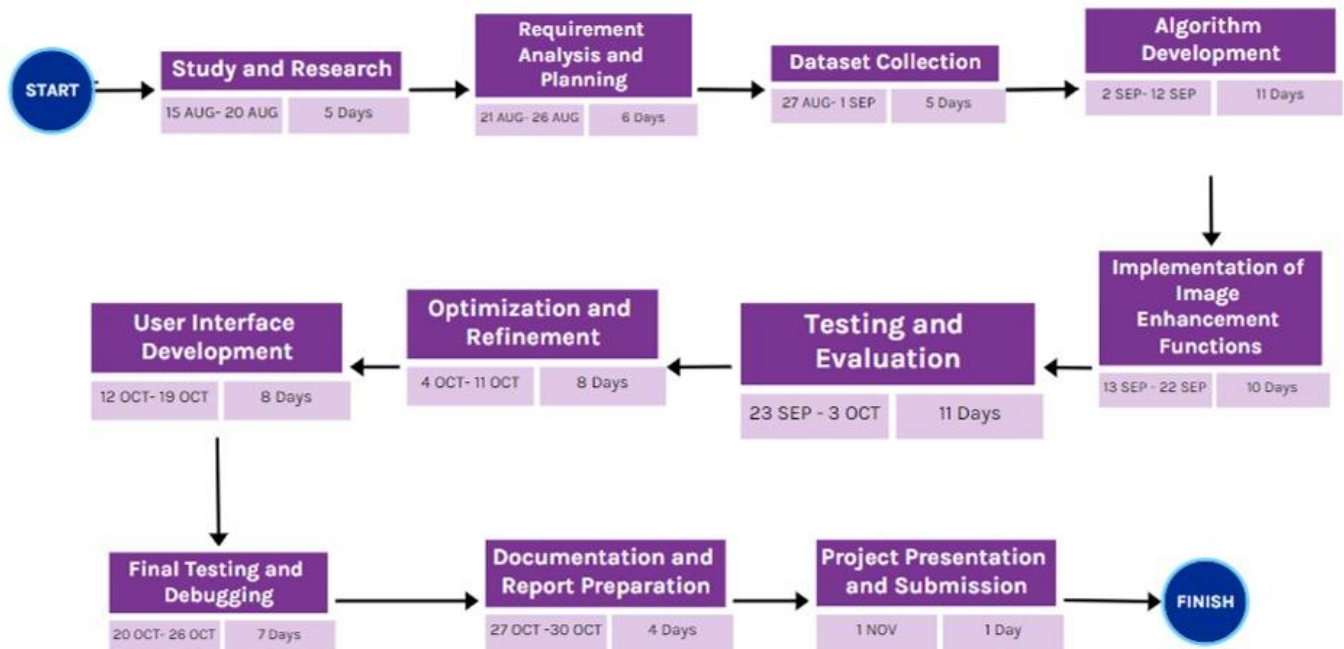 START
Study and Research
15 AUG- 20 AUG
5 Days
Requirement
Analysis and
Planning
21 AUG- 26 AUG
6 Days
Dataset Collection
27 AUG- 1 SEP
5 Days
Algorithm
Development
2 SEP- 12 SEP
11 Days
Implementation of
Image
Enhancement
Functions
13 SEP - 22 SEP
10 Days
Testing and
Evaluation
23 SEP - 3 OCT
11 Days
Optimization and
Refinement
4 OCT- 11 OCT
8 Days
User Interface
Development
12 OCT- 19 OCT
8 Days
Final Testing and
Debugging
20 OCT- 26 OCT
7 Days
Documentation and
Report Preparation
27 OCT -30 OCT
4 Days
Project Presentation
and Submission
1 NOV
1 Day
FINISH